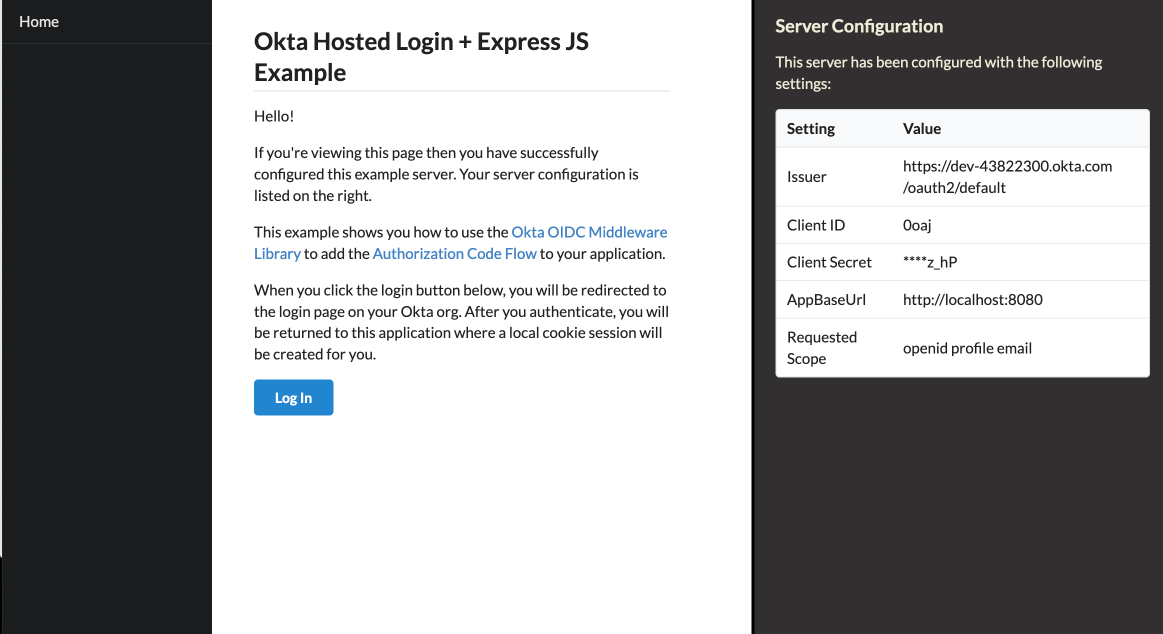 Home
Okta Hosted Login + Express JS
Example
Hello!
If you're viewing this page then you have successfully
configured this example server. Your server configuration is
listed on the right.
This example shows you how to use the Okta OIDC Middleware
Library to add the Authorization Code Flow to your application.
When you click the login button below, you will be redirected to
the login page on your Okta org. After you authenticate, you will
be returned to this application where a local cookie session will
be created for you.
Log In
Server Configuration
This server has been configured with the following
settings:
Setting Value
Issuer https://dev-43822300.okta.com
/oauth2/default
Client ID 0oaj
Client Secret ****z_hP
AppBaseUrl http://localhost:8080
Requested
Scope openid profile email